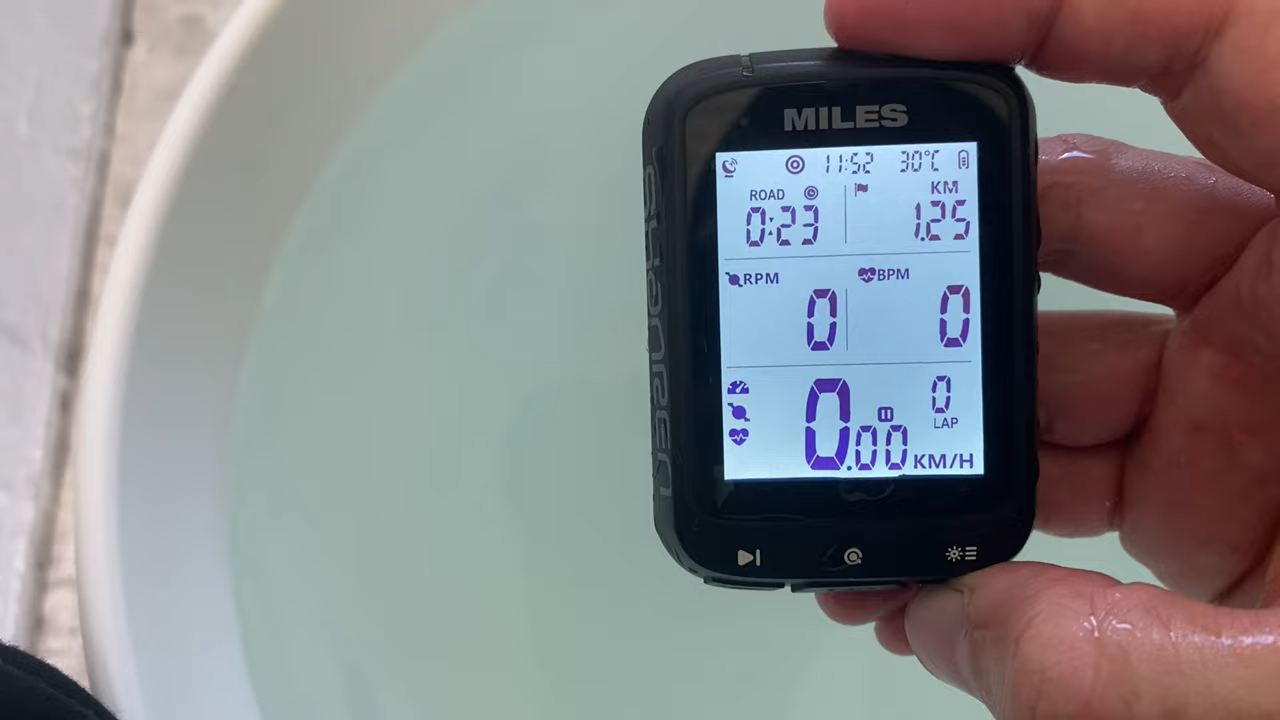 MILES
11:52 30°C
ROAD KM
0:23 1.25
RPM BPM
0 0
0
LAP
0.00 KM/H